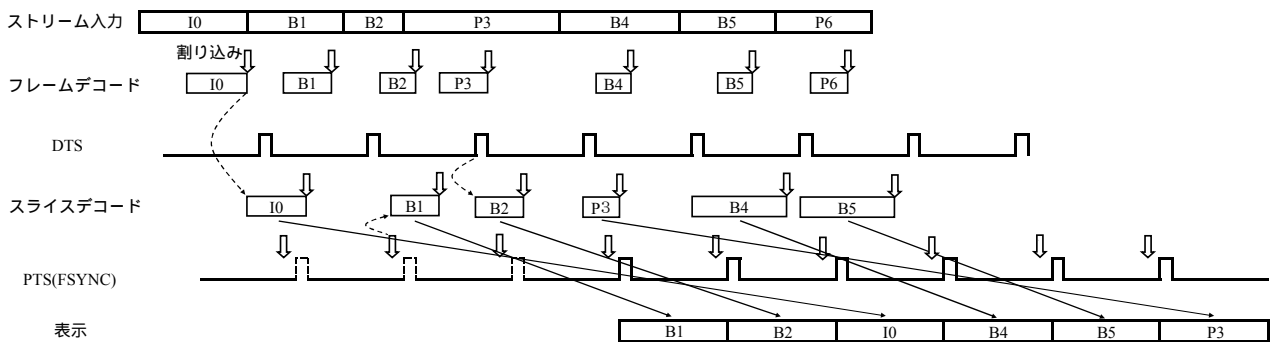 ストリーム入力 I0 B1 B2 P3 B4 B5 P6
割り込み
フレームデコード I0 B1 B2 P3 B4 B5 P6
DTS
スライスデコード I0 B1 B2 P3 B4 B5
PTS(FSYNC)
表示 B1 B2 I0 B4 B5 P3